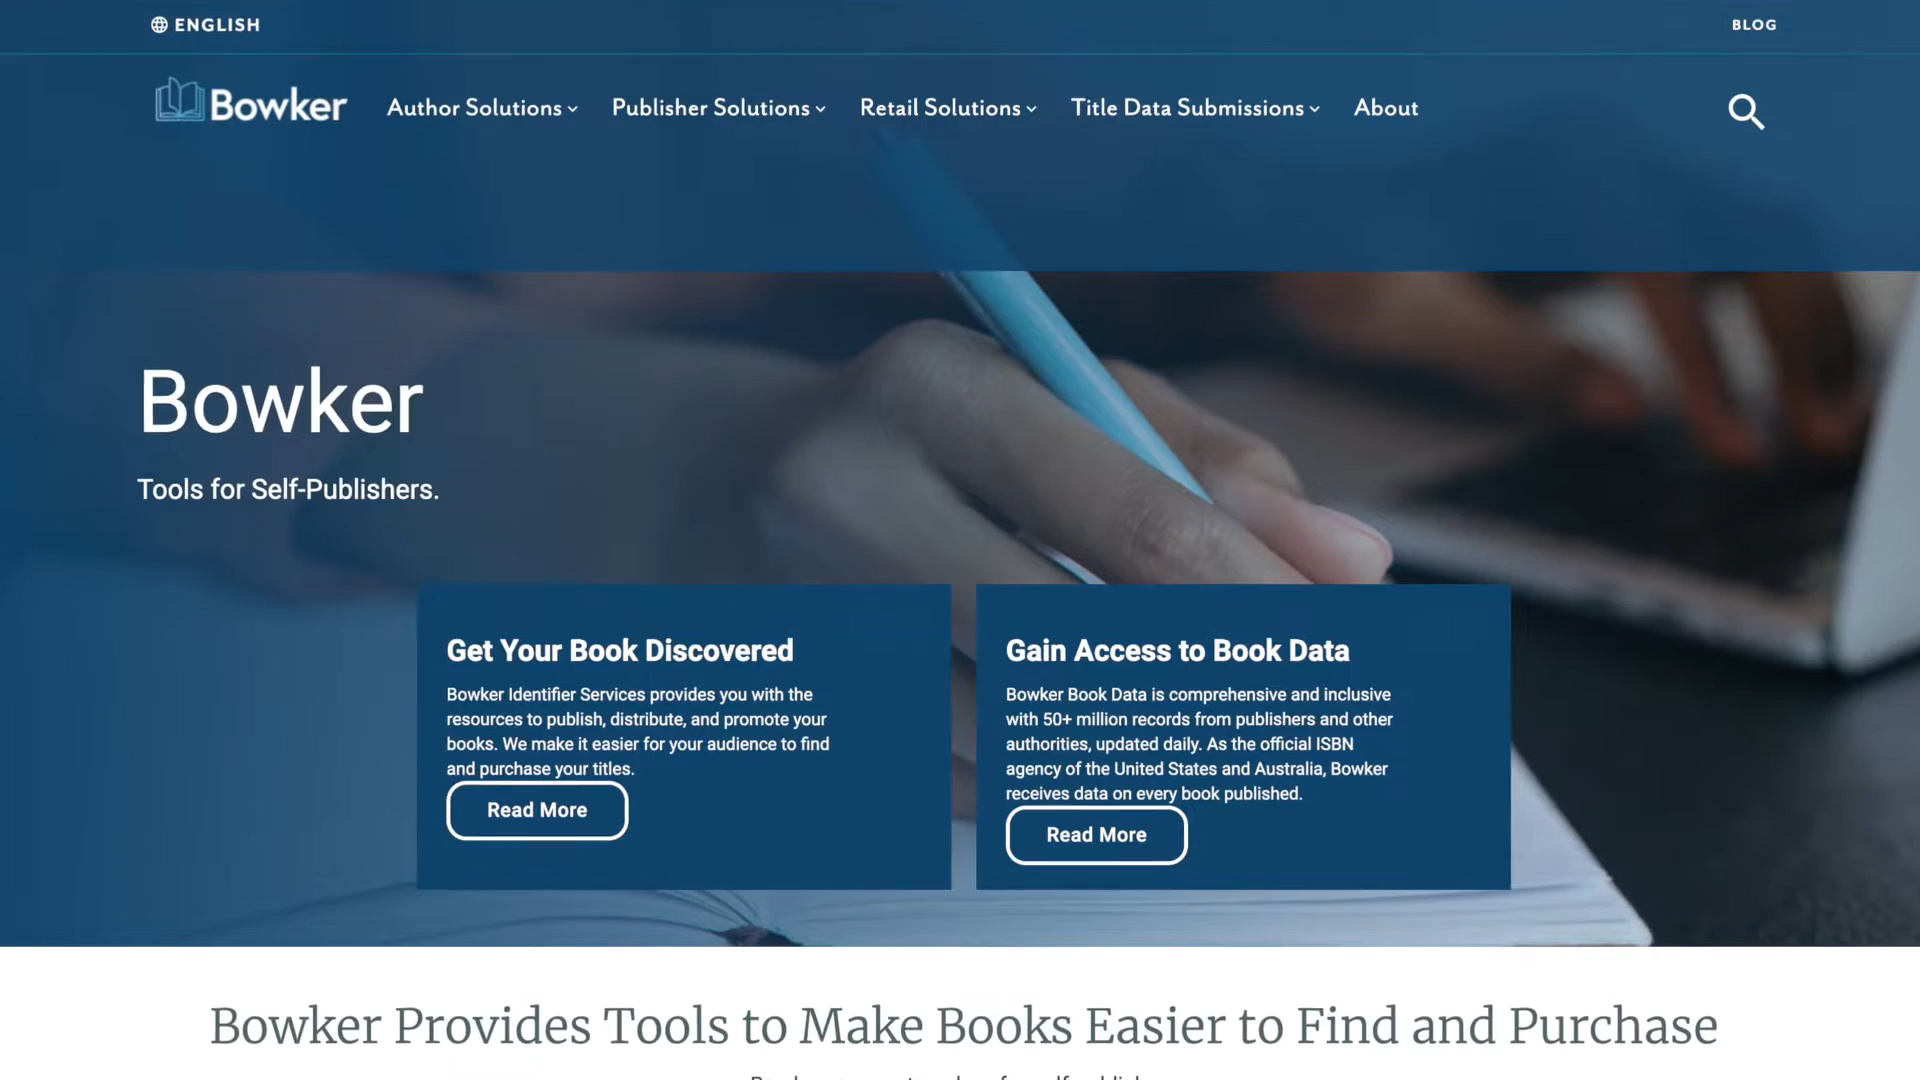 ENGLISH
BLOG
Bowker
Author Solutions
Publisher Solutions
Retail Solutions
Title Data Submissions
About
Bowker
Tools for Self-Publishers.
Get Your Book Discovered
Bowker Identifier Services provides you with the
resources to publish, distribute, and promote your
books. We make it easier for your audience to find
and purchase your titles.
Read More
Gain Access to Book Data
Bowker Book Data is comprehensive and inclusive
with 50+ million records from publishers and other
authorities, updated daily. As the official ISBN
agency of the United States and Australia, Bowker
receives data on every book published.
Read More
Bowker Provides Tools to Make Books Easier to Find and Purchase